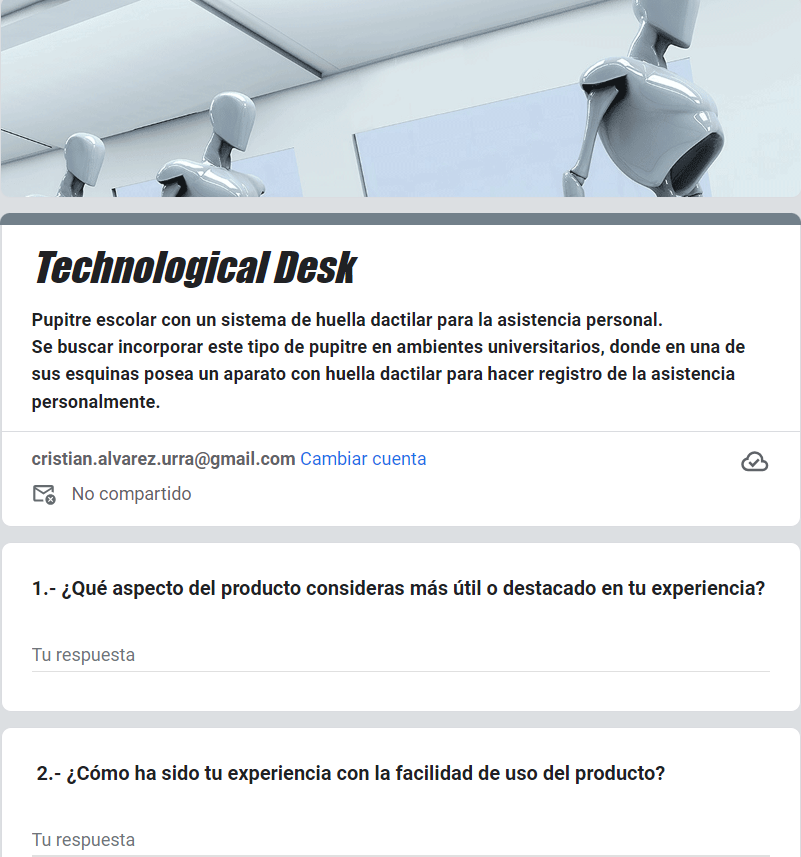 Technological Desk
Pupitre escolar con un sistema de huella dactilar para la asistencia personal.
Se buscar incorporar este tipo de pupitre en ambientes universitarios, donde en una de
sus esquinas posea un aparato con huella dactilar para hacer registro de la asistencia
personalmente.
cristian.alvarez.urra@gmail.com Cambiar cuenta
No compartido
1.- ¿Qué aspecto del producto consideras más útil o destacado en tu experiencia?
Tu respuesta
2.- ¿Cómo ha sido tu experiencia con la facilidad de uso del producto?
Tu respuesta